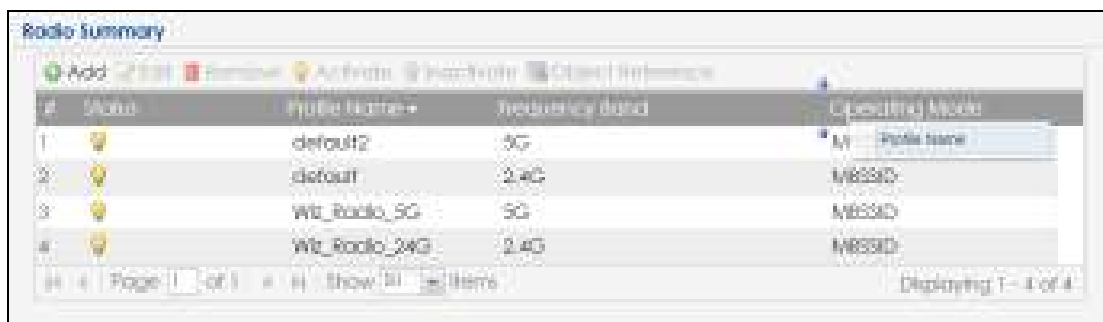 Radio Summary
Add Edit Remove Activate Inactivate Object Reference
# Status Profile Name Frequency Band Operating Mode
Profile Name
1 default2 5G
2 default 2.4G MBSSID
3 Wiz_Radio_5G 5G MBSSID
4 Wiz_Radio_24G 2.4G MBSSID
Page 1 of 1 Show items
Displaying 1 - 4 of 4